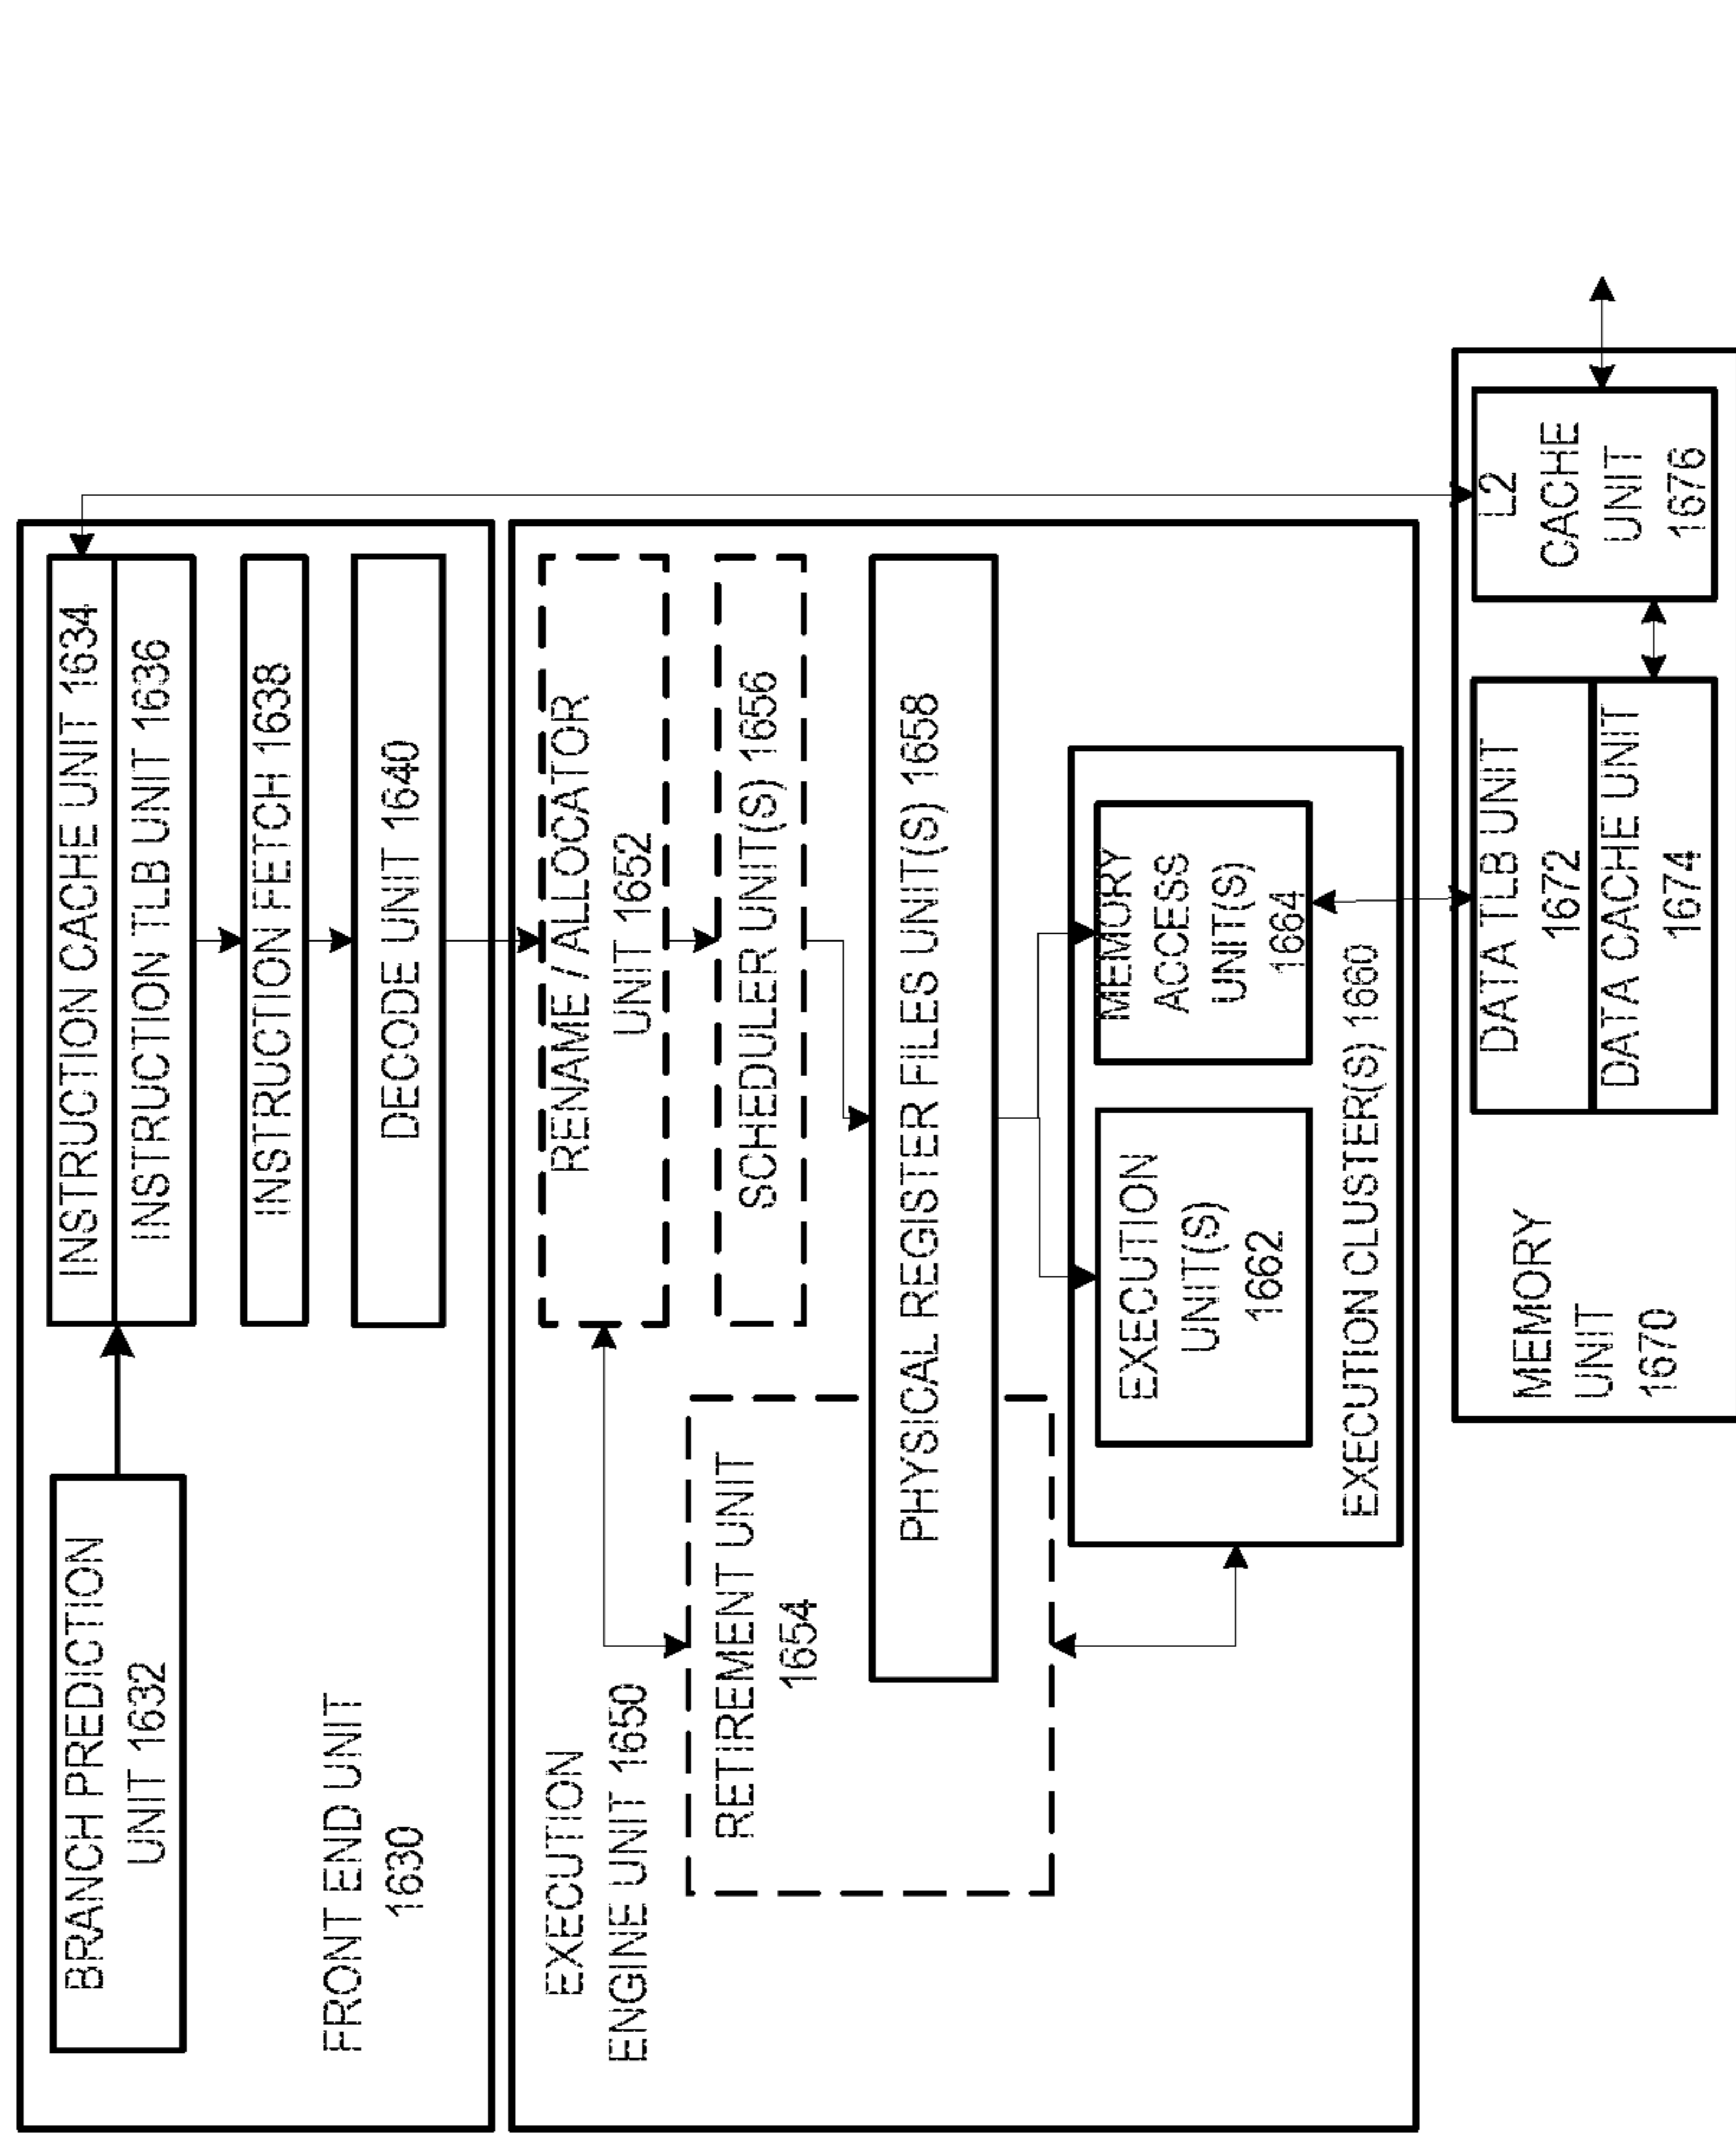 BRANCH PREDICTION
UNIT 1632
INSTRUCTION CACHE UNIT 1634
INSTRUCTION TLB UNIT 1636
INSTRUCTION FETCH 1638
FRONT END UNIT
1630
DECODE UNIT 1640
EXECUTION
ENGINE UNIT 1650
RENAME / ALLOCATOR
UNIT 1652
RETIREMENT UNIT
1654
SCHEDULER UNIT(S) 1656
PHYSICAL REGISTER FILES UNIT(S) 1658
EXECUTION
UNIT(S)
1662
MEMORY
ACCESS
UNIT(S)
1664
EXECUTION CLUSTER(S) 1660
MEMORY
UNIT
1670
DATA TLB UNIT
1672
DATA CACHE UNIT
1674
L2
CACHE
UNIT
1676